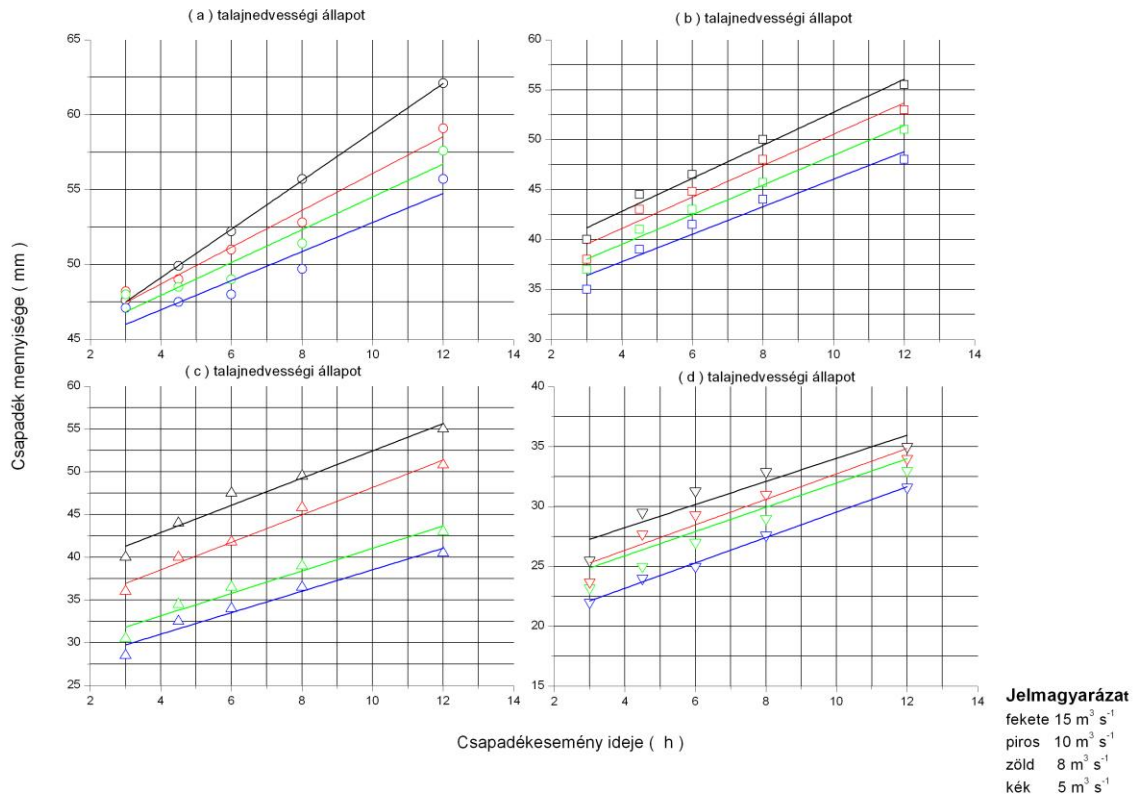 ( a ) talajnedvességi állapot
65
60
55
50
45
2 4 6 8 10 12 14
( b ) talajnedvességi állapot
60
55
50
45
40
35
30
2 4 6 8 10 12 14
( c ) talajnedvességi állapot
60
55
50
45
40
35
30
25
2 4 6 8 10 12 14
( d ) talajnedvességi állapot
40
35
30
25
20
15
2 4 6 8 10 12 14
Csapadék mennyisége ( mm )
Csapadékesemény ideje ( h )
Jelmagyarázat
fekete 15 m³ s⁻¹
piros 10 m³ s⁻¹
zöld 8 m³ s⁻¹
kék 5 m³ s⁻¹